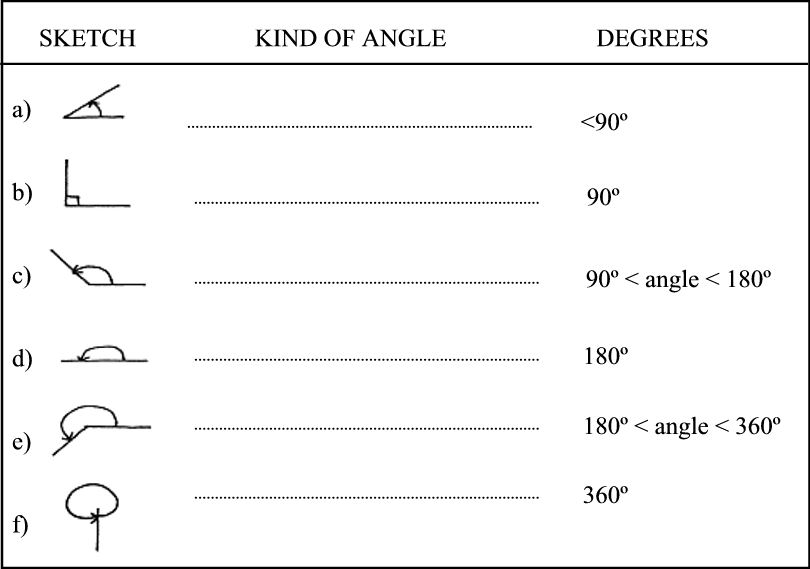 SKETCH KIND OF ANGLE DEGREES
a) ........................................................................................ <90º
b) ........................................................................................ 90º
c) ........................................................................................ 90º < angle < 180º
d) ........................................................................................ 180º
e) ........................................................................................ 180º < angle < 360º
f) ........................................................................................ 360º